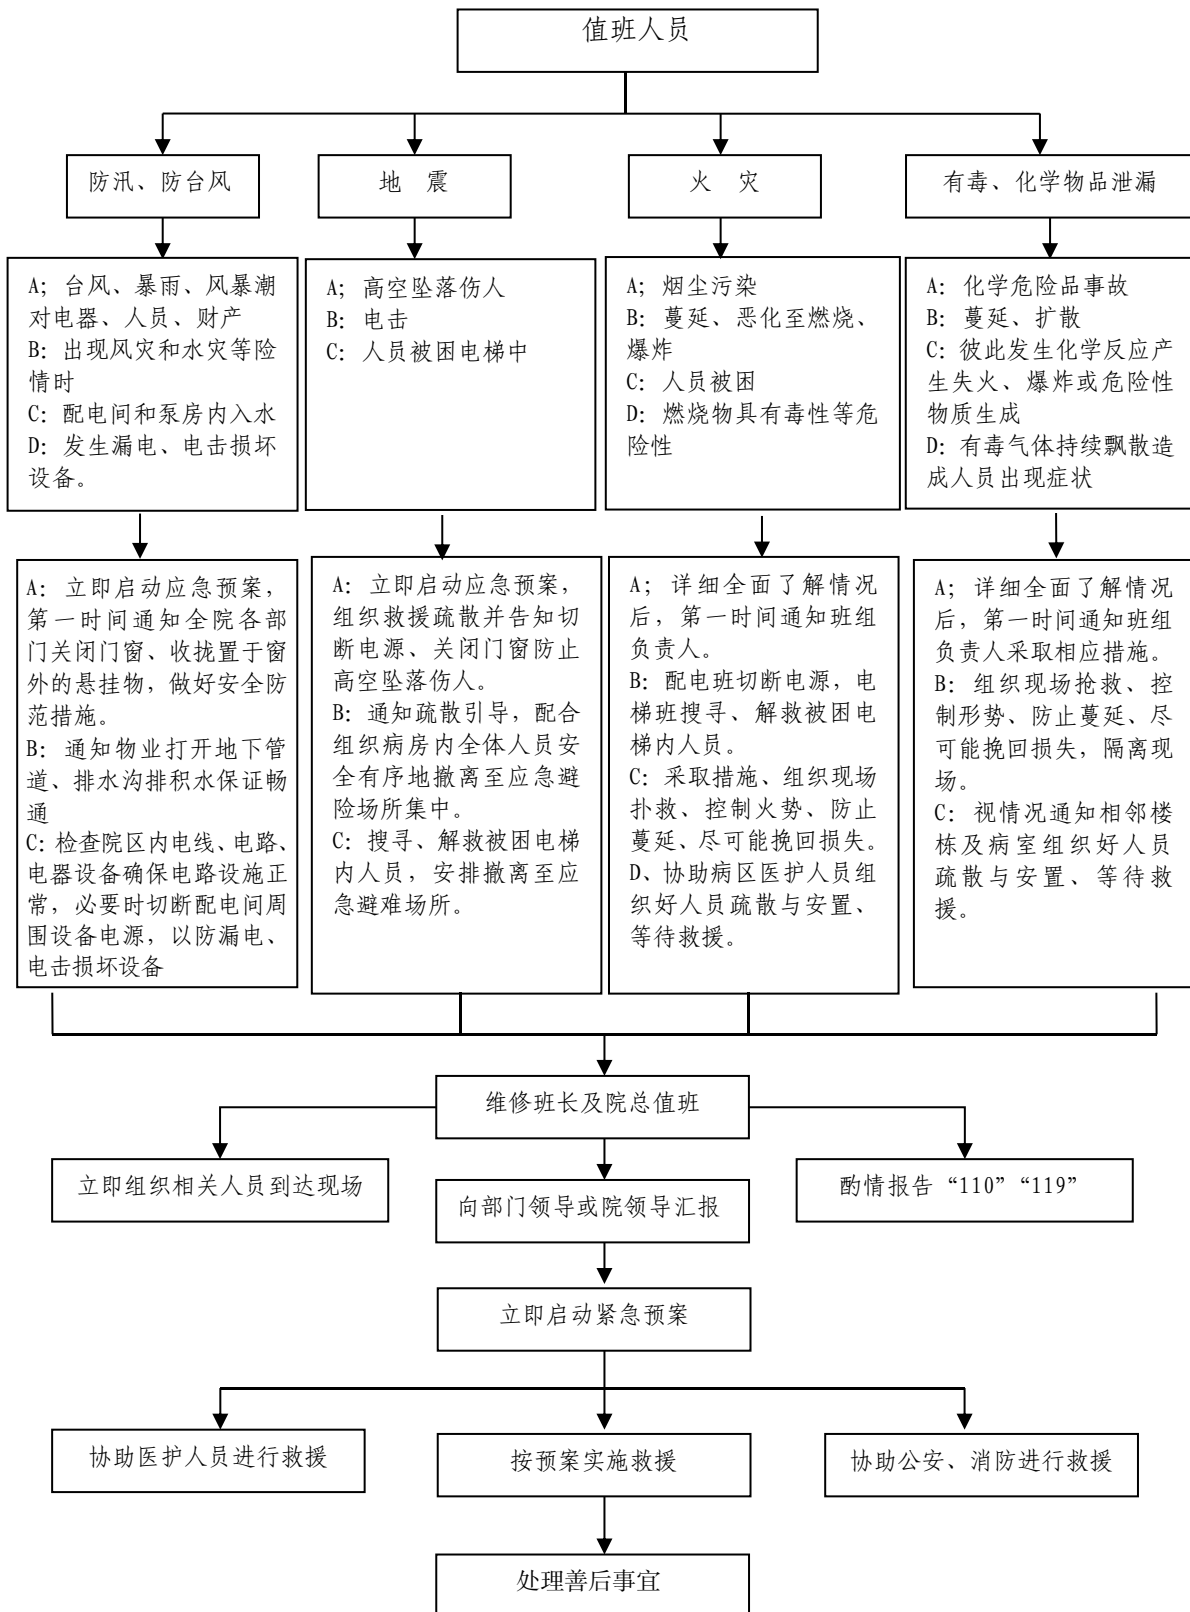 值班人员
防汛、防台风
地 震
火 灾
有毒、化学物品泄漏
A；台风、暴雨、风暴潮
对电器、人员、财产
B：出现风灾和水灾等险
情时
C：配电间和泵房内入水
D：发生漏电、电击损坏
设备。
A；高空坠落伤人
B：电击
C：人员被困电梯中
A；烟尘污染
B：蔓延、恶化至燃烧、
爆炸
C：人员被困
D：燃烧物具有毒性等危
险性
A：化学危险品事故
B：蔓延、扩散
C：彼此发生化学反应产
生失火、爆炸或危险性
物质生成
D：有毒气体持续飘散造
成人员出现症状
A：立即启动应急预案，
第一时间通知全院各部
门关闭门窗、收拢置于窗
外的悬挂物，做好安全防
范措施。
B：通知物业打开地下管
道、排水沟排积水保证畅
通
C：检查院区内电线、电路、
电器设备确保电路设施正
常，必要时切断配电间周
围设备电源，以防漏电、
电击损坏设备
A：立即启动应急预案，
组织救援疏散并告知切
断电源、关闭门窗防止
高空坠落伤人。
B：通知疏散引导，配合
组织病房内全体人员安
全有序地撤离至应急避
险场所集中。
C：搜寻、解救被困电梯
内人员，安排撤离至应
急避难场所。
A；详细全面了解情况
后，第一时间通知班组
负责人。
B：配电班切断电源，电
梯班搜寻、解救被困电
梯内人员。
C：采取措施、组织现场
扑救、控制火势、防止
蔓延、尽可能挽回损失。
D、协助病区医护人员组
织好人员疏散与安置、
等待救援。
A；详细全面了解情况
后，第一时间通知班组
负责人采取相应措施。
B：组织现场抢救、控
制形势、防止蔓延、尽
可能挽回损失，隔离现
场。
C：视情况通知相邻楼
栋及病室组织好人员
疏散与安置、等待救
援。
维修班长及院总值班
立即组织相关人员到达现场
向部门领导或院领导汇报
酌情报告“110”“119”
立即启动紧急预案
协助医护人员进行救援
按预案实施救援
协助公安、消防进行救援
处理善后事宜